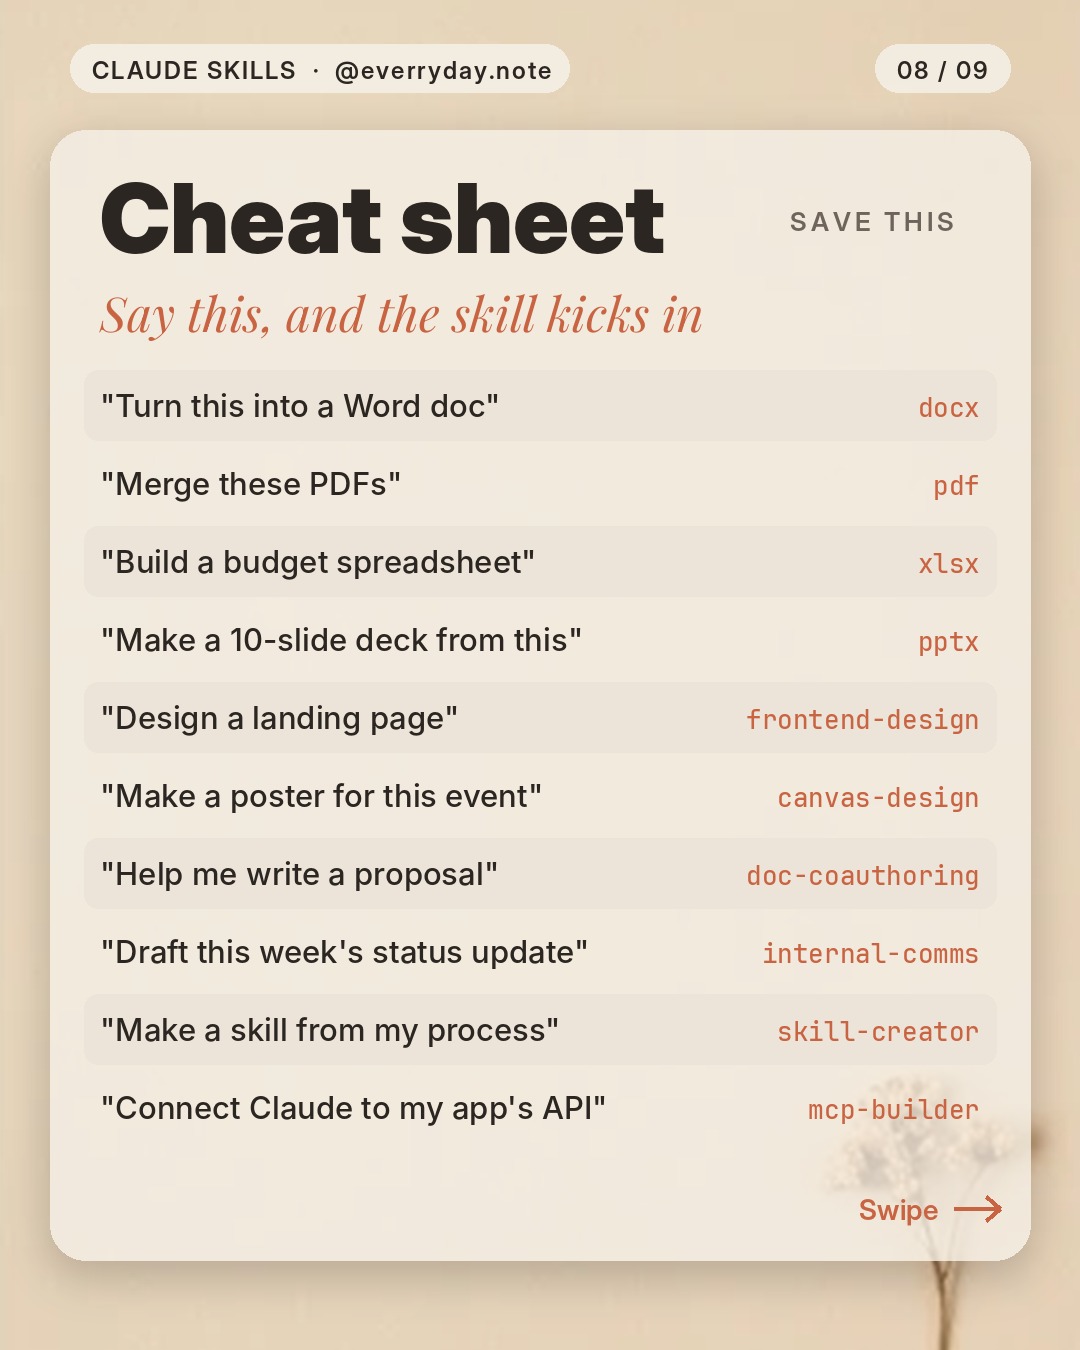 CLAUDE SKILLS · @everryday.note
08 / 09
Cheat sheet
SAVE THIS
Say this, and the skill kicks in
"Turn this into a Word doc" docx
"Merge these PDFs" pdf
"Build a budget spreadsheet" xlsx
"Make a 10-slide deck from this" pptx
"Design a landing page" frontend-design
"Make a poster for this event" canvas-design
"Help me write a proposal" doc-coauthoring
"Draft this week's status update" internal-comms
"Make a skill from my process" skill-creator
"Connect Claude to my app's API" mcp-builder
Swipe →